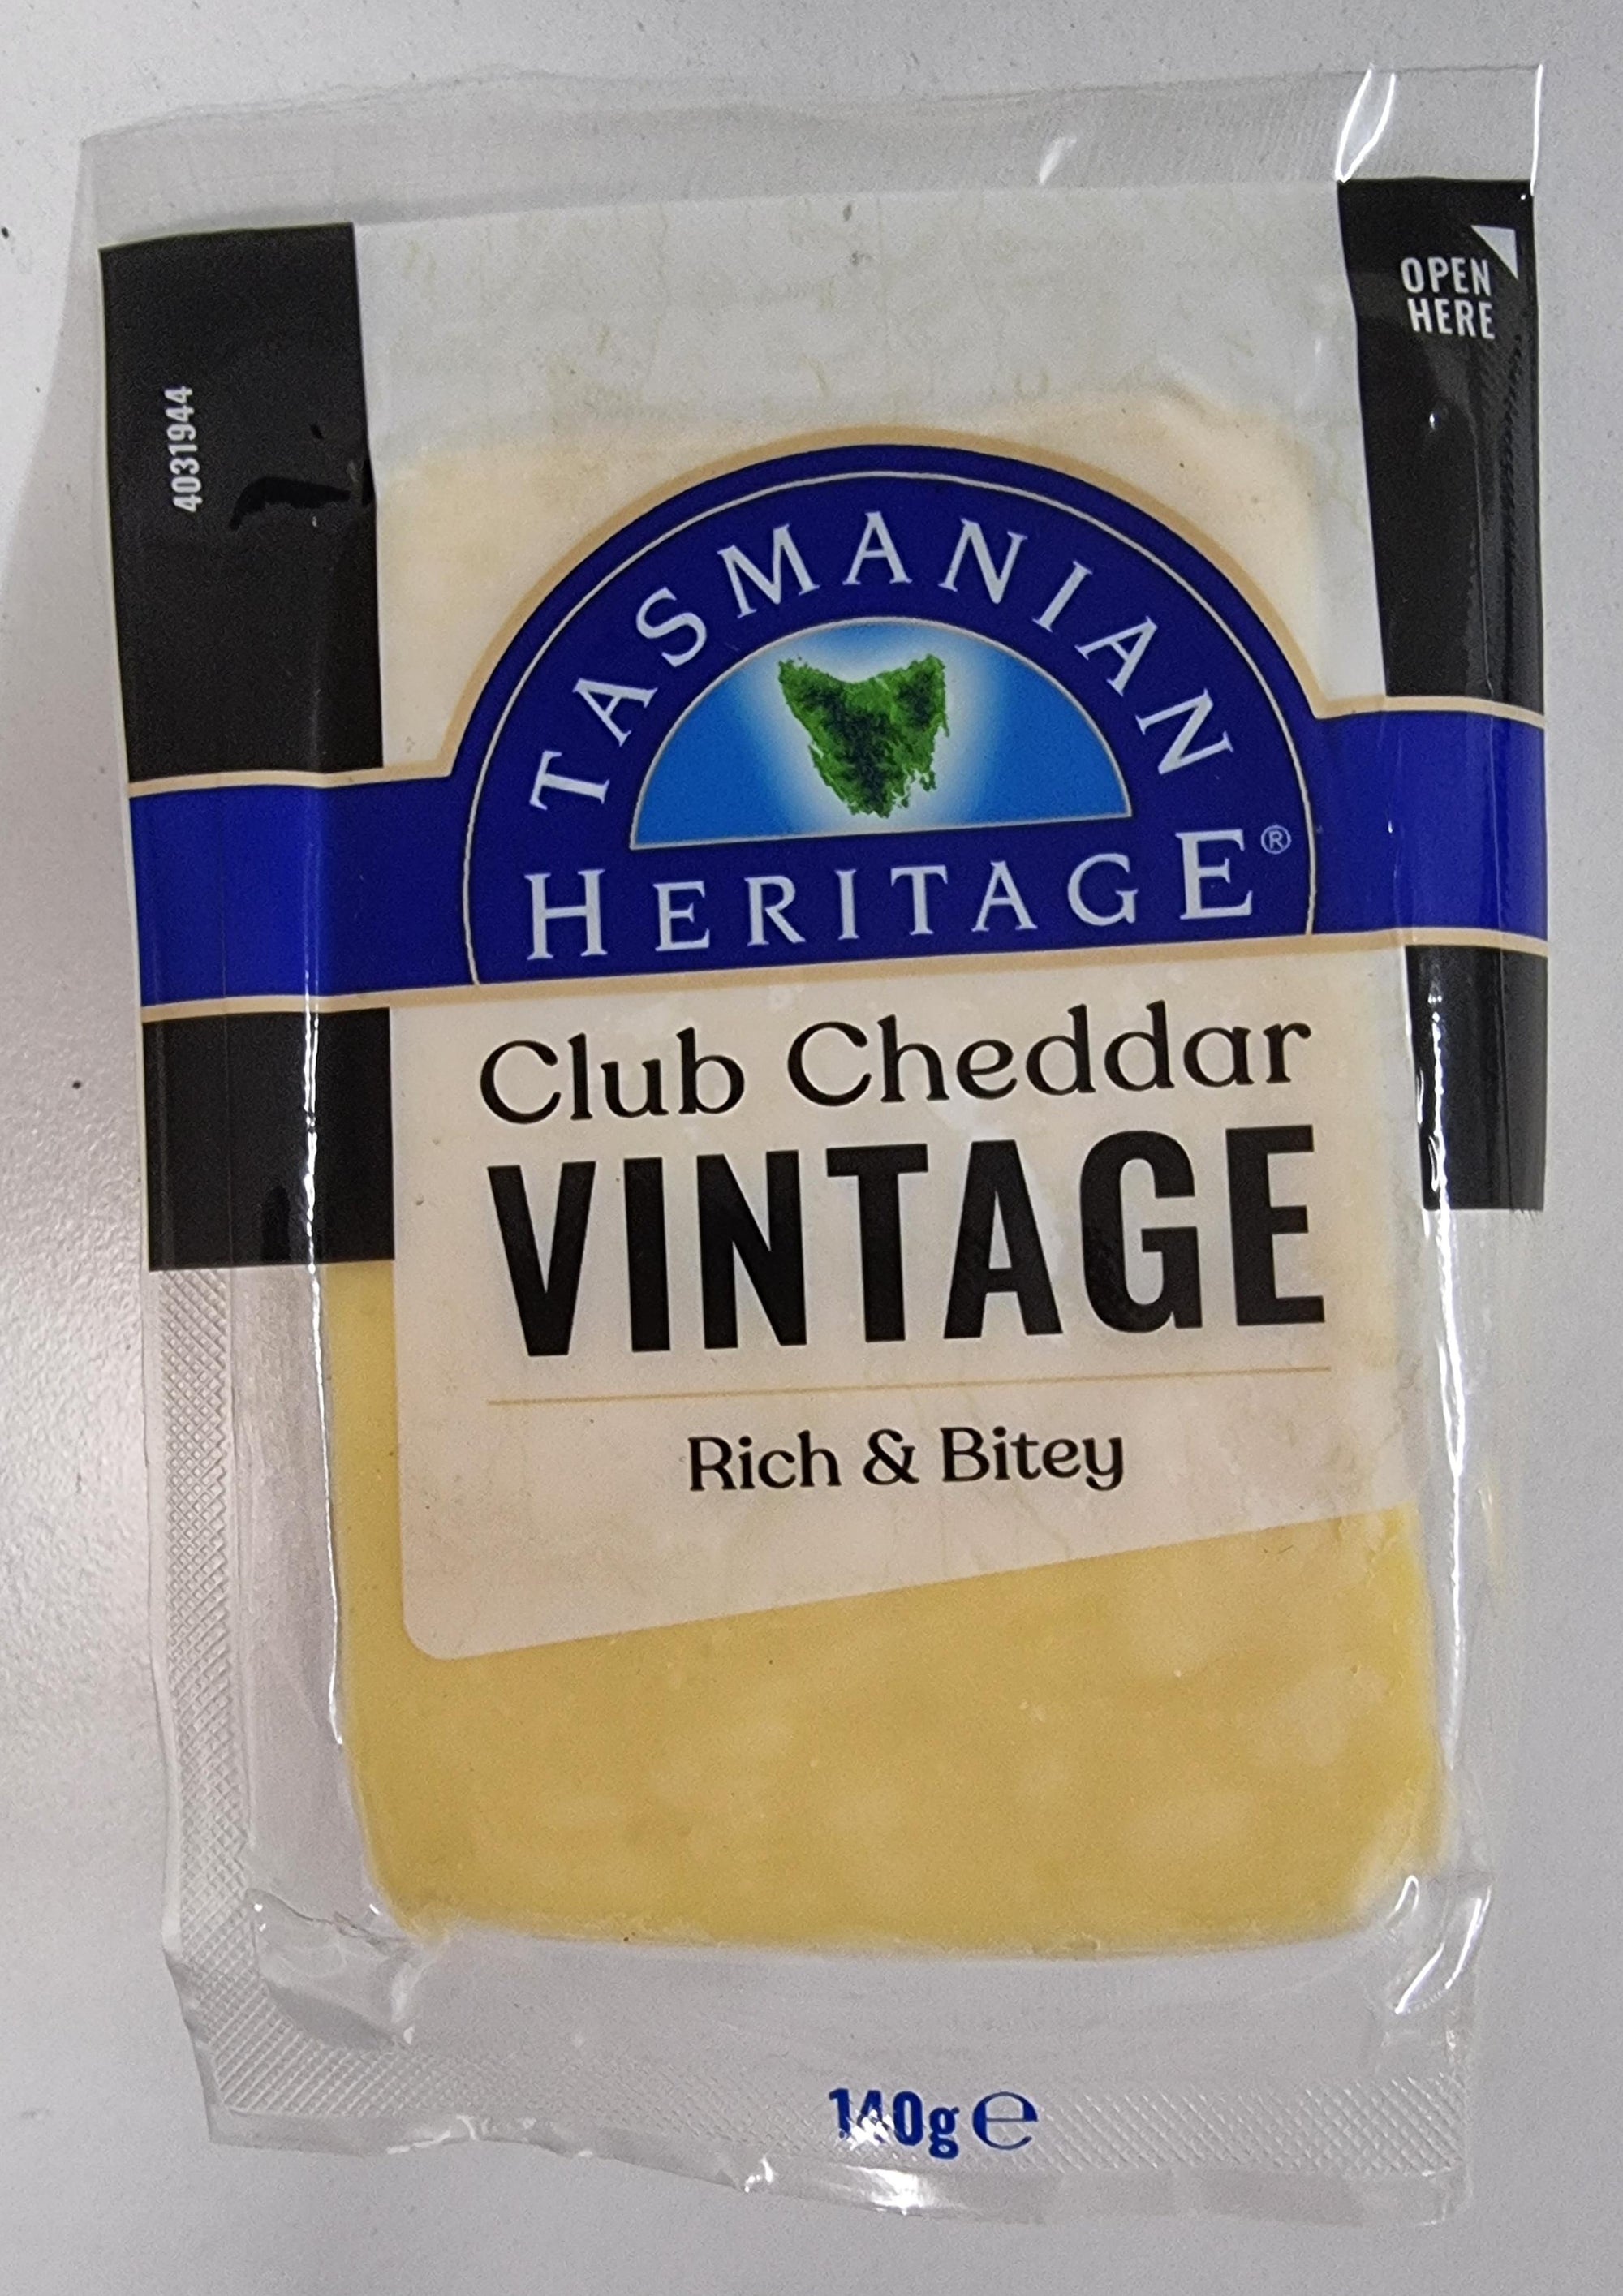 OPEN
HERE
4031944
TASMANIAN
HERITAGE®
Club Cheddar
VINTAGE
Rich & Bitey
140g ℮